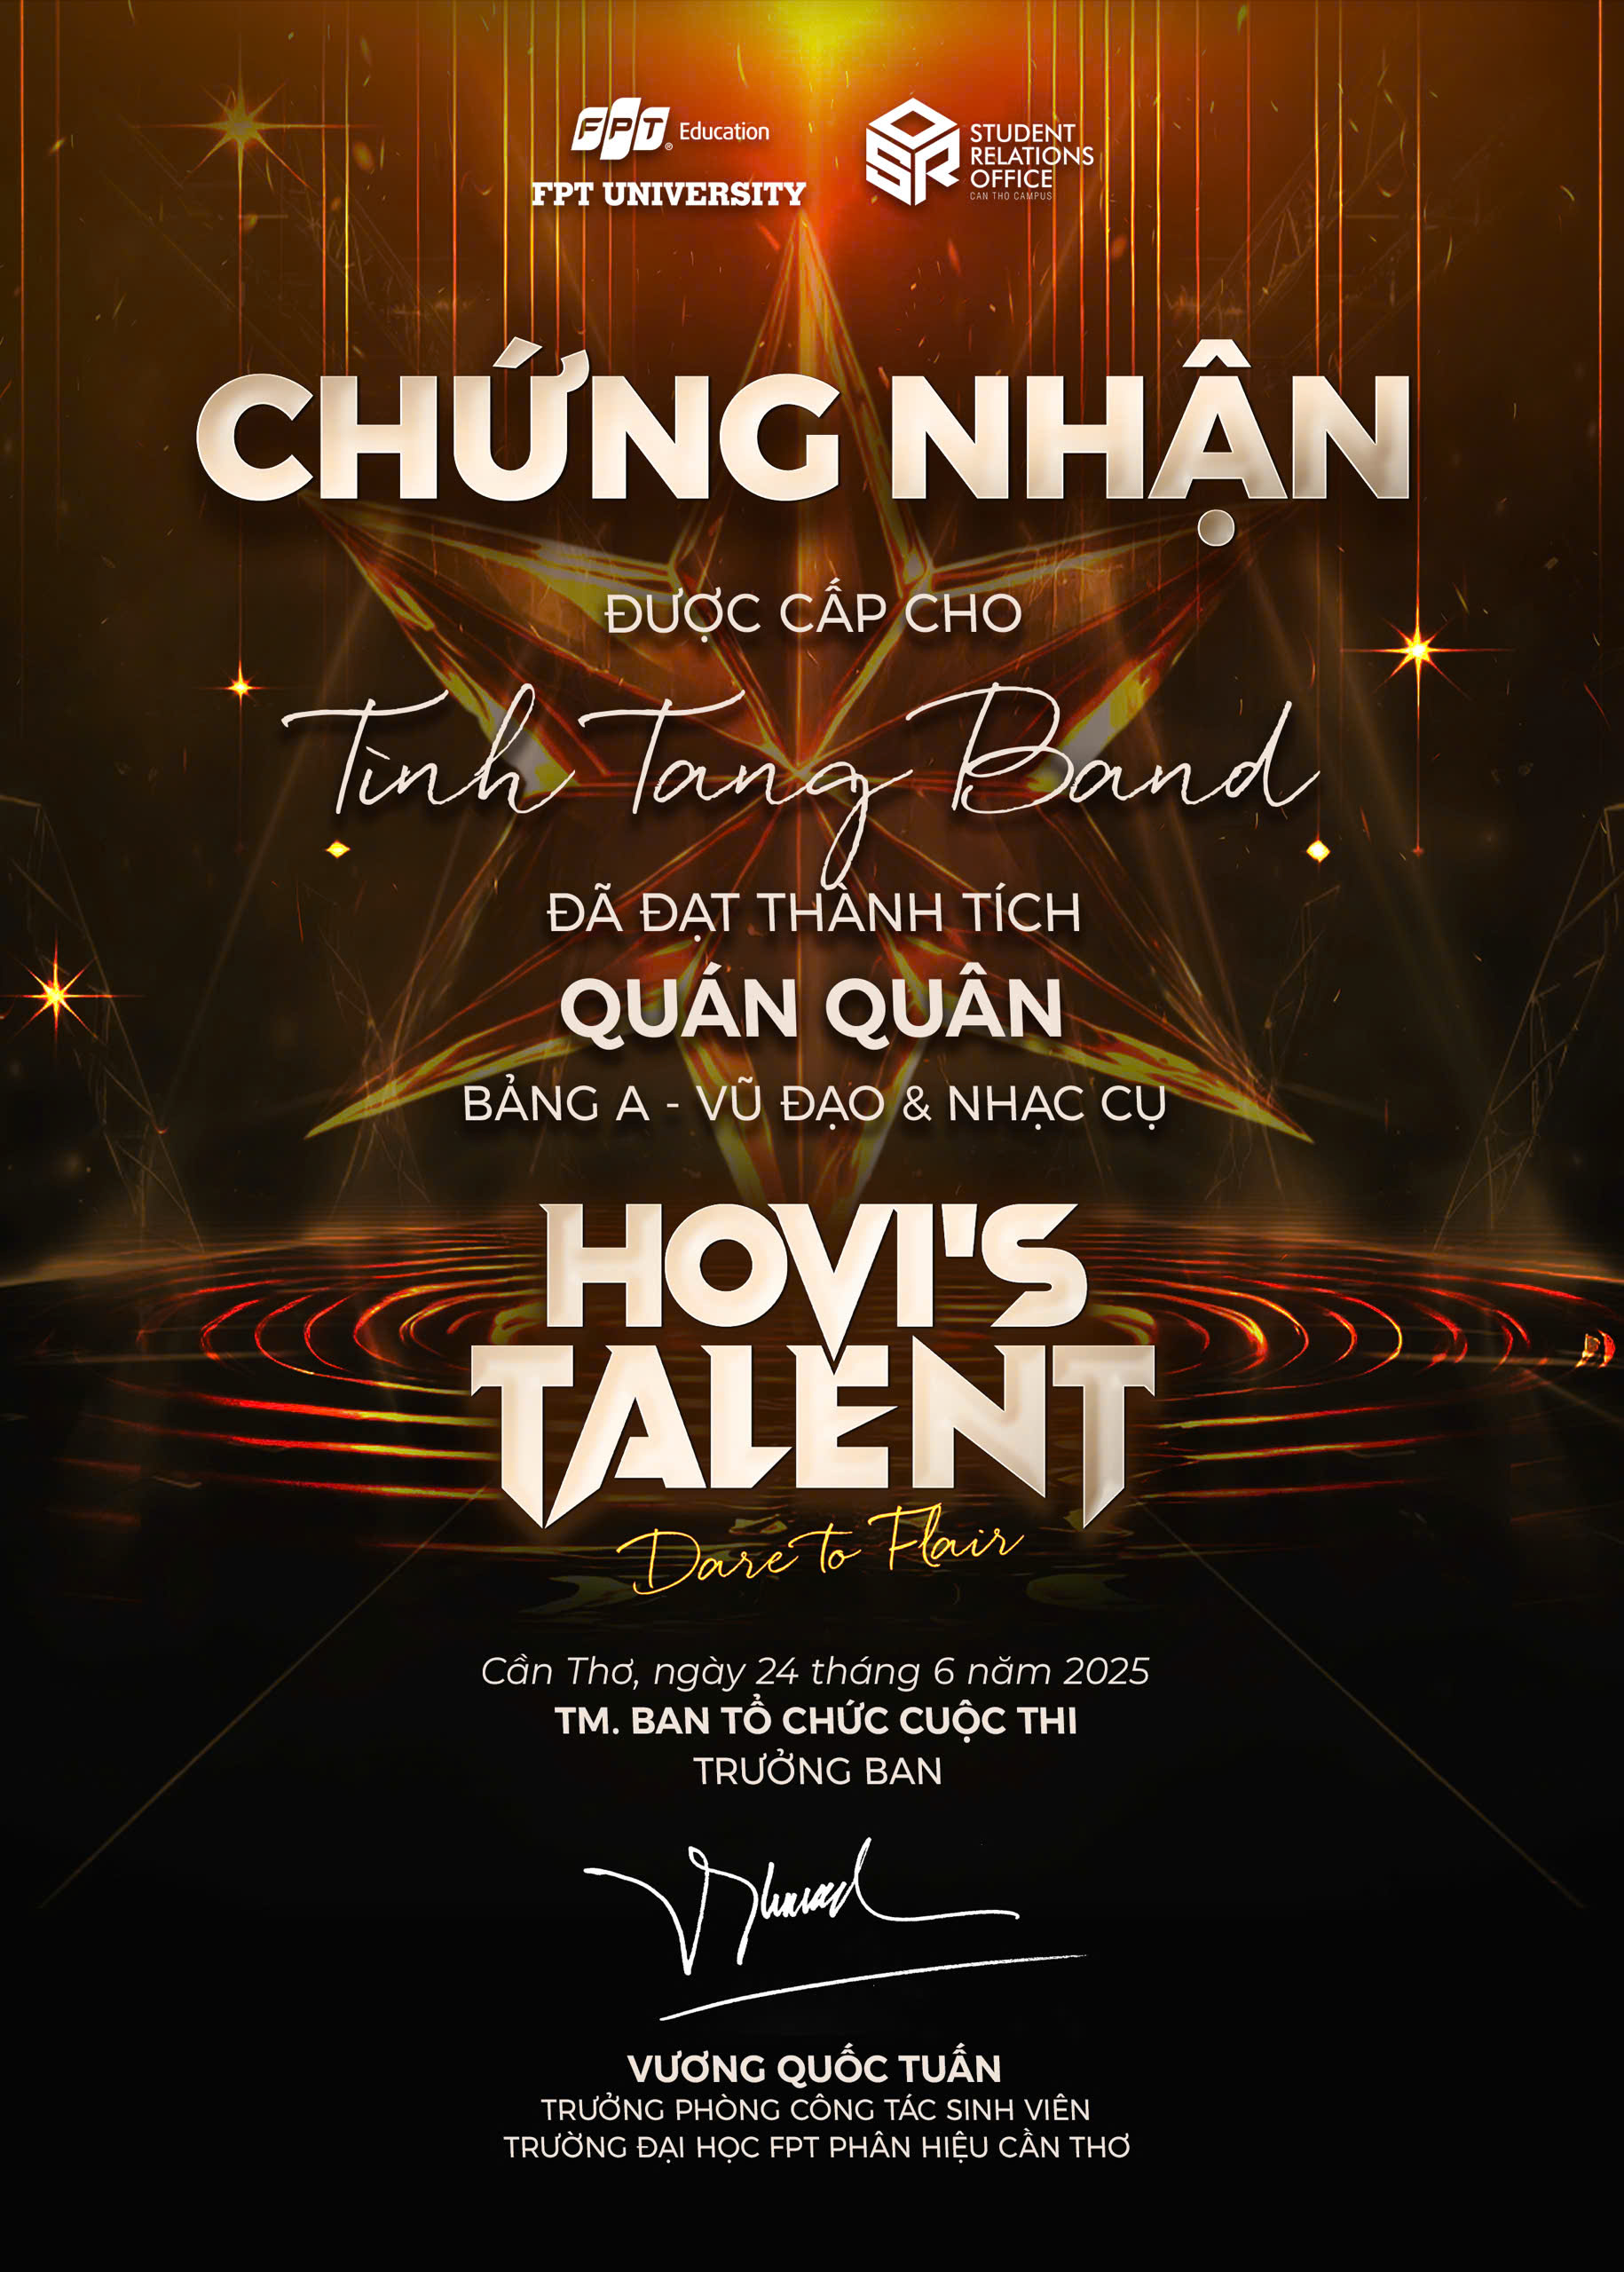 FPT Education
FPT UNIVERSITY
SRO
STUDENT
RELATIONS
OFFICE
CAN THO CAMPUS
CHỨNG NHẬN
ĐƯỢC CẤP CHO
Tình Tang Band
ĐÃ ĐẠT THÀNH TÍCH
QUÁN QUÂN
BẢNG A - VŨ ĐẠO & NHẠC CỤ
HOVI'S
TALENT
Dare to Flair
Cần Thơ, ngày 24 tháng 6 năm 2025
TM. BAN TỔ CHỨC CUỘC THI
TRƯỞNG BAN
VƯƠNG QUỐC TUẤN
TRƯỞNG PHÒNG CÔNG TÁC SINH VIÊN
TRƯỜNG ĐẠI HỌC FPT PHÂN HIỆU CẦN THƠ